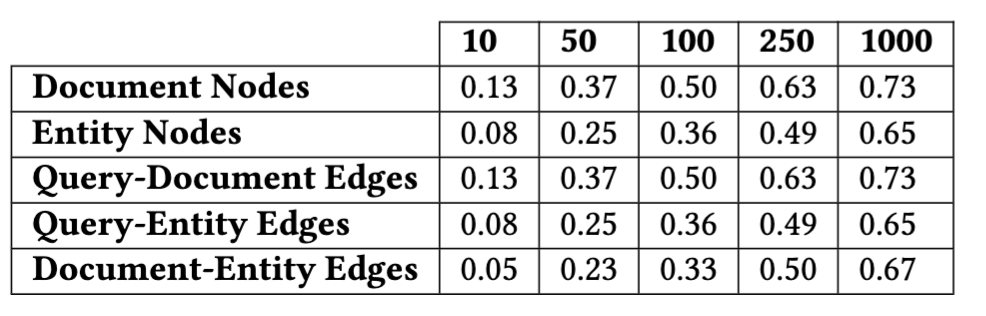 10 50 100 250 1000
Document Nodes 0.13 0.37 0.50 0.63 0.73
Entity Nodes 0.08 0.25 0.36 0.49 0.65
Query-Document Edges 0.13 0.37 0.50 0.63 0.73
Query-Entity Edges 0.08 0.25 0.36 0.49 0.65
Document-Entity Edges 0.05 0.23 0.33 0.50 0.67